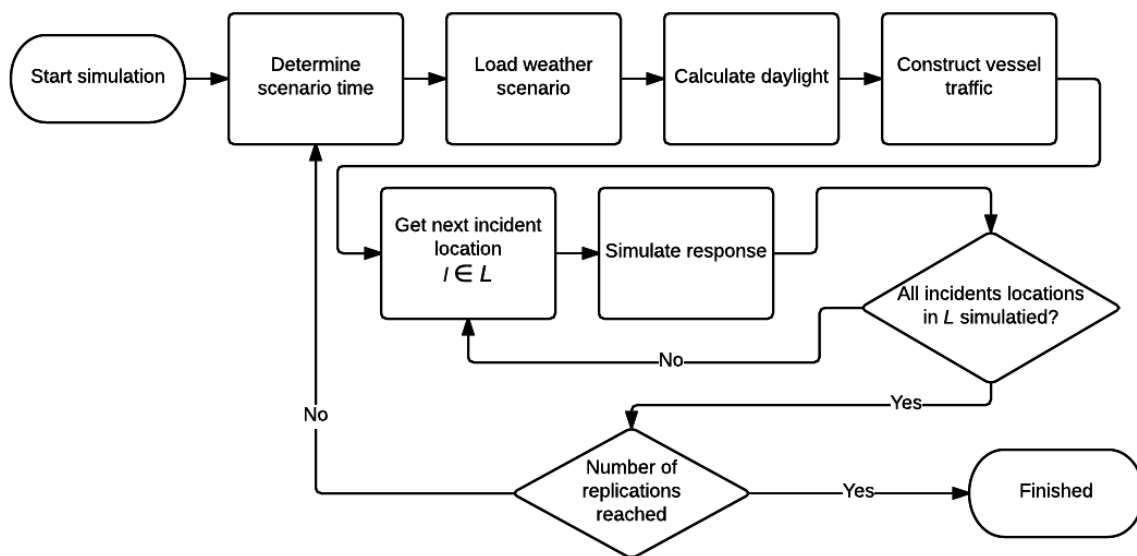 Start simulation
Determine
scenario time
Load weather
scenario
Calculate daylight
Construct vessel
traffic
Get next incident
location
l ∈ L
Simulate response
All incidents locations
in L simulatied?
No
Yes
No
Number of
replications
reached
Yes
Finished